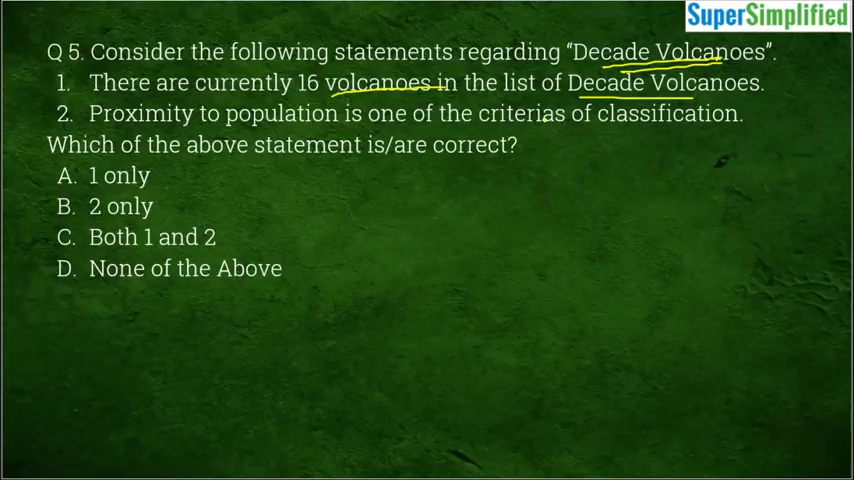 SuperSimplified
Q 5. Consider the following statements regarding “Decade Volcanoes”.
1. There are currently 16 volcanoes in the list of Decade Volcanoes.
2. Proximity to population is one of the criterias of classification.
Which of the above statement is/are correct?
A. 1 only
B. 2 only
C. Both 1 and 2
D. None of the Above